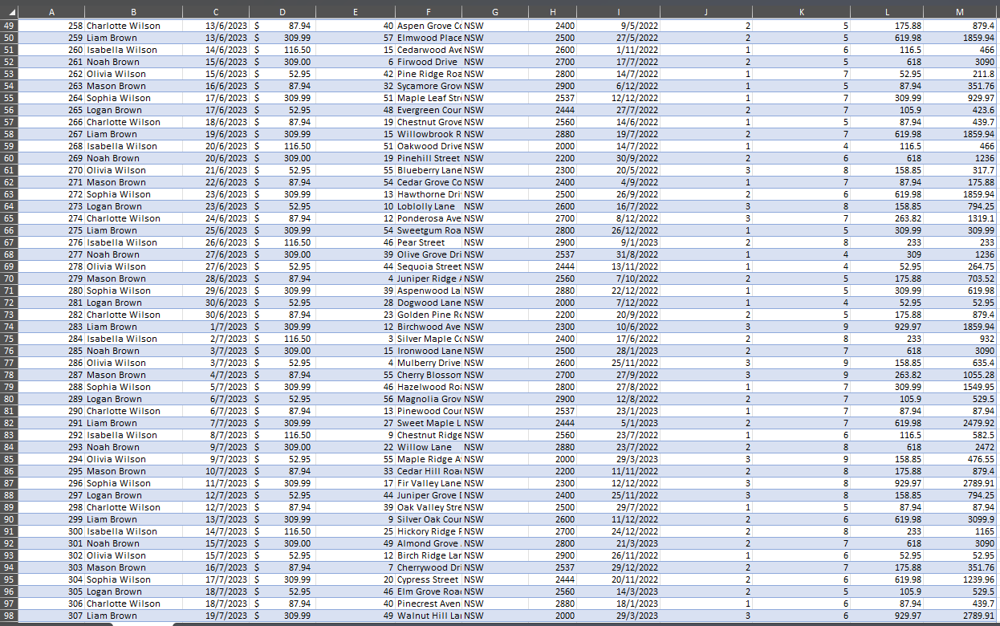 A B C D E F G H I J K L M
49 258 Charlotte Wilson 13/6/2023 $ 87.94 40 Aspen Grove Co NSW 2400 9/5/2022 2 5 175.88 879.4
50 259 Liam Brown 13/6/2023 $ 309.99 57 Elmwood Place NSW 2500 27/5/2022 2 5 619.98 1859.94
51 260 Isabella Wilson 14/6/2023 $ 116.50 15 Cedarwood Ave NSW 2600 1/11/2022 1 6 116.5 466
52 261 Noah Brown 15/6/2023 $ 309.00 6 Firwood Drive NSW 2700 17/7/2022 2 5 618 3090
53 262 Olivia Wilson 15/6/2023 $ 52.95 42 Pine Ridge Roa NSW 2800 14/7/2022 1 7 52.95 211.8
54 263 Mason Brown 16/6/2023 $ 87.94 32 Sycamore Grov NSW 2900 6/12/2022 1 5 87.94 351.76
55 264 Sophia Wilson 17/6/2023 $ 309.99 51 Maple Leaf Str NSW 2537 12/12/2022 1 7 309.99 929.97
56 265 Logan Brown 17/6/2023 $ 52.95 48 Evergreen Cour NSW 2444 27/7/2022 2 7 105.9 423.6
57 266 Charlotte Wilson 18/6/2023 $ 87.94 19 Chestnut Grove NSW 2560 14/6/2022 1 5 87.94 439.7
58 267 Liam Brown 19/6/2023 $ 309.99 15 Willowbrook R NSW 2880 19/7/2022 2 7 619.98 1859.94
59 268 Isabella Wilson 20/6/2023 $ 116.50 51 Oakwood Drive NSW 2000 14/7/2022 1 4 116.5 466
60 269 Noah Brown 20/6/2023 $ 309.00 19 Pinehill Street NSW 2200 30/9/2022 2 6 618 1236
61 270 Olivia Wilson 21/6/2023 $ 52.95 55 Blueberry Lane NSW 2300 20/5/2022 3 8 158.85 317.7
62 271 Mason Brown 22/6/2023 $ 87.94 54 Cedar Grove Co NSW 2400 4/9/2022 1 7 87.94 175.88
63 272 Sophia Wilson 23/6/2023 $ 309.99 13 Hawthorne Dri NSW 2500 26/9/2022 2 6 619.98 1859.94
64 273 Logan Brown 23/6/2023 $ 52.95 10 Loblolly Lane NSW 2600 16/7/2022 3 8 158.85 794.25
65 274 Charlotte Wilson 24/6/2023 $ 87.94 12 Ponderosa Ave NSW 2700 8/12/2022 3 7 263.82 1319.1
66 275 Liam Brown 25/6/2023 $ 309.99 54 Sweetgum Roa NSW 2800 26/12/2022 1 5 309.99 309.99
67 276 Isabella Wilson 26/6/2023 $ 116.50 46 Pear Street NSW 2900 9/1/2023 2 8 233 233
68 277 Noah Brown 26/6/2023 $ 309.00 39 Olive Grove Dri NSW 2537 31/8/2022 1 4 309 1236
69 278 Olivia Wilson 27/6/2023 $ 52.95 44 Sequoia Street NSW 2444 13/11/2022 1 4 52.95 264.75
70 279 Mason Brown 28/6/2023 $ 87.94 4 Juniper Ridge NSW 2560 7/10/2022 2 5 175.88 703.52
71 280 Sophia Wilson 29/6/2023 $ 309.99 39 Aspenwood La NSW 2880 22/12/2022 1 5 309.99 619.98
72 281 Logan Brown 30/6/2023 $ 52.95 28 Dogwood Lane NSW 2000 7/12/2022 1 4 52.95 52.95
73 282 Charlotte Wilson 30/6/2023 $ 87.94 23 Golden Pine Ro NSW 2200 20/9/2022 2 5 175.88 879.4
74 283 Liam Brown 1/7/2023 $ 309.99 12 Birchwood Ave NSW 2300 10/6/2022 3 9 929.97 1859.94
75 284 Isabella Wilson 2/7/2023 $ 116.50 3 Silver Maple Co NSW 2400 17/6/2022 2 8 233 932
76 285 Noah Brown 3/7/2023 $ 309.00 15 Ironwood Lane NSW 2500 28/1/2023 2 7 618 3090
77 286 Olivia Wilson 3/7/2023 $ 52.95 4 Mulberry Drive NSW 2600 25/11/2022 3 9 158.85 635.4
78 287 Mason Brown 4/7/2023 $ 87.94 55 Cherry Blossom NSW 2700 27/9/2022 3 9 263.82 1055.28
79 288 Sophia Wilson 5/7/2023 $ 309.99 46 Hazelwood Roa NSW 2800 27/8/2022 1 7 309.99 1549.95
80 289 Logan Brown 6/7/2023 $ 52.95 56 Magnolia Grov NSW 2900 12/8/2022 2 7 105.9 529.5
81 290 Charlotte Wilson 6/7/2023 $ 87.94 13 Pinewood Cour NSW 2537 23/1/2023 1 7 87.94 87.94
82 291 Liam Brown 7/7/2023 $ 309.99 27 Sweet Maple L NSW 2444 5/1/2023 2 7 619.98 2479.92
83 292 Isabella Wilson 8/7/2023 $ 116.50 9 Chestnut Ridge NSW 2560 23/7/2022 1 6 116.5 582.5
84 293 Noah Brown 9/7/2023 $ 309.00 22 Willow Lane NSW 2880 23/7/2022 2 8 618 2472
85 294 Olivia Wilson 9/7/2023 $ 52.95 55 Maple Ridge A NSW 2000 29/3/2023 3 9 158.85 476.55
86 295 Mason Brown 10/7/2023 $ 87.94 33 Cedar Hill Road NSW 2200 11/11/2022 2 8 175.88 879.4
87 296 Sophia Wilson 11/7/2023 $ 309.99 17 Fir Valley Lane NSW 2300 12/12/2022 3 8 929.97 2789.91
88 297 Logan Brown 12/7/2023 $ 52.95 44 Juniper Grove NSW 2400 25/11/2022 3 8 158.85 794.25
89 298 Charlotte Wilson 12/7/2023 $ 87.94 39 Oak Valley Stre NSW 2500 29/7/2022 1 5 87.94 87.94
90 299 Liam Brown 13/7/2023 $ 309.99 9 Silver Oak Cour NSW 2600 11/12/2022 2 6 619.98 3099.9
91 300 Isabella Wilson 14/7/2023 $ 116.50 25 Hickory Ridge NSW 2700 24/12/2022 2 8 233 1165
92 301 Noah Brown 15/7/2023 $ 309.00 49 Almond Grove NSW 2800 21/3/2023 2 7 618 3090
93 302 Olivia Wilson 15/7/2023 $ 52.95 12 Birch Ridge Lan NSW 2900 26/11/2022 1 6 52.95 52.95
94 303 Mason Brown 16/7/2023 $ 87.94 7 Cherrywood Dri NSW 2537 29/12/2022 2 7 175.88 351.76
95 304 Sophia Wilson 17/7/2023 $ 309.99 20 Cypress Street NSW 2444 20/11/2022 2 6 619.98 1239.96
96 305 Logan Brown 18/7/2023 $ 52.95 46 Elm Grove Road NSW 2560 14/3/2023 2 5 105.9 529.5
97 306 Charlotte Wilson 18/7/2023 $ 87.94 40 Pinecrest Aven NSW 2880 18/1/2023 1 6 87.94 439.7
98 307 Liam Brown 19/7/2023 $ 309.99 49 Walnut Hill La NSW 2000 29/3/2023 3 6 929.97 2789.91